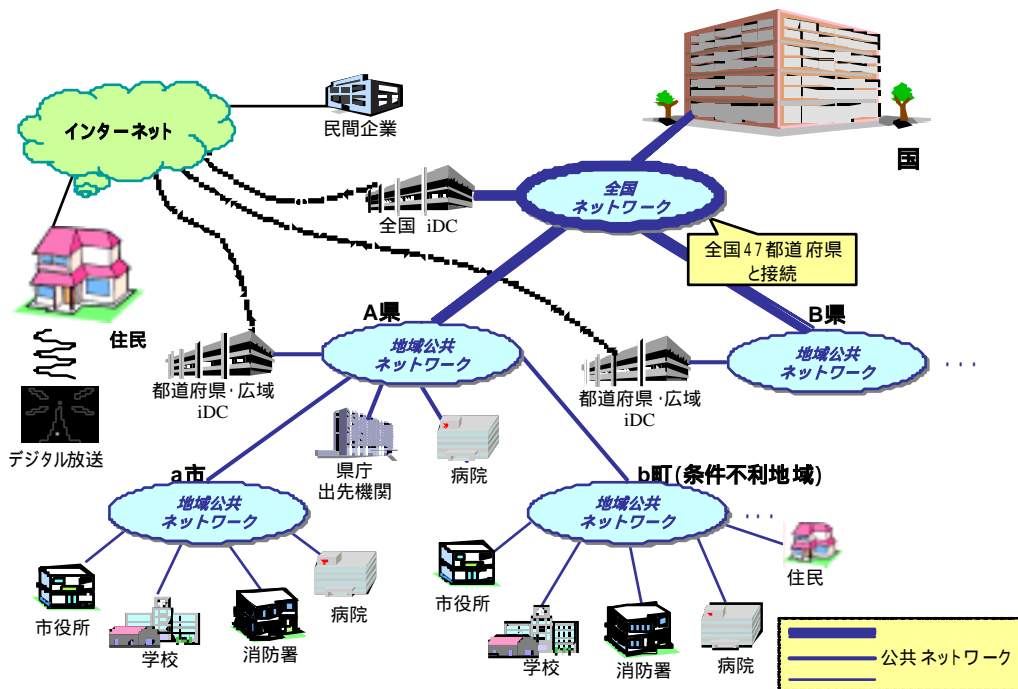 インターネット
民間企業
国
全国
ネットワーク
全国 iDC
全国47都道府県
と接続
住民
A県
B県
地域公共
ネットワーク
地域公共
ネットワーク
・・・・
都道府県・広域
iDC
都道府県・広域
iDC
デジタル放送
県庁
出先機関
病院
a市
b町(条件不利地域)
地域公共
ネットワーク
地域公共
ネットワーク
・・・・
市役所
学校
消防署
病院
市役所
学校
消防署
病院
住民
公共ネットワーク